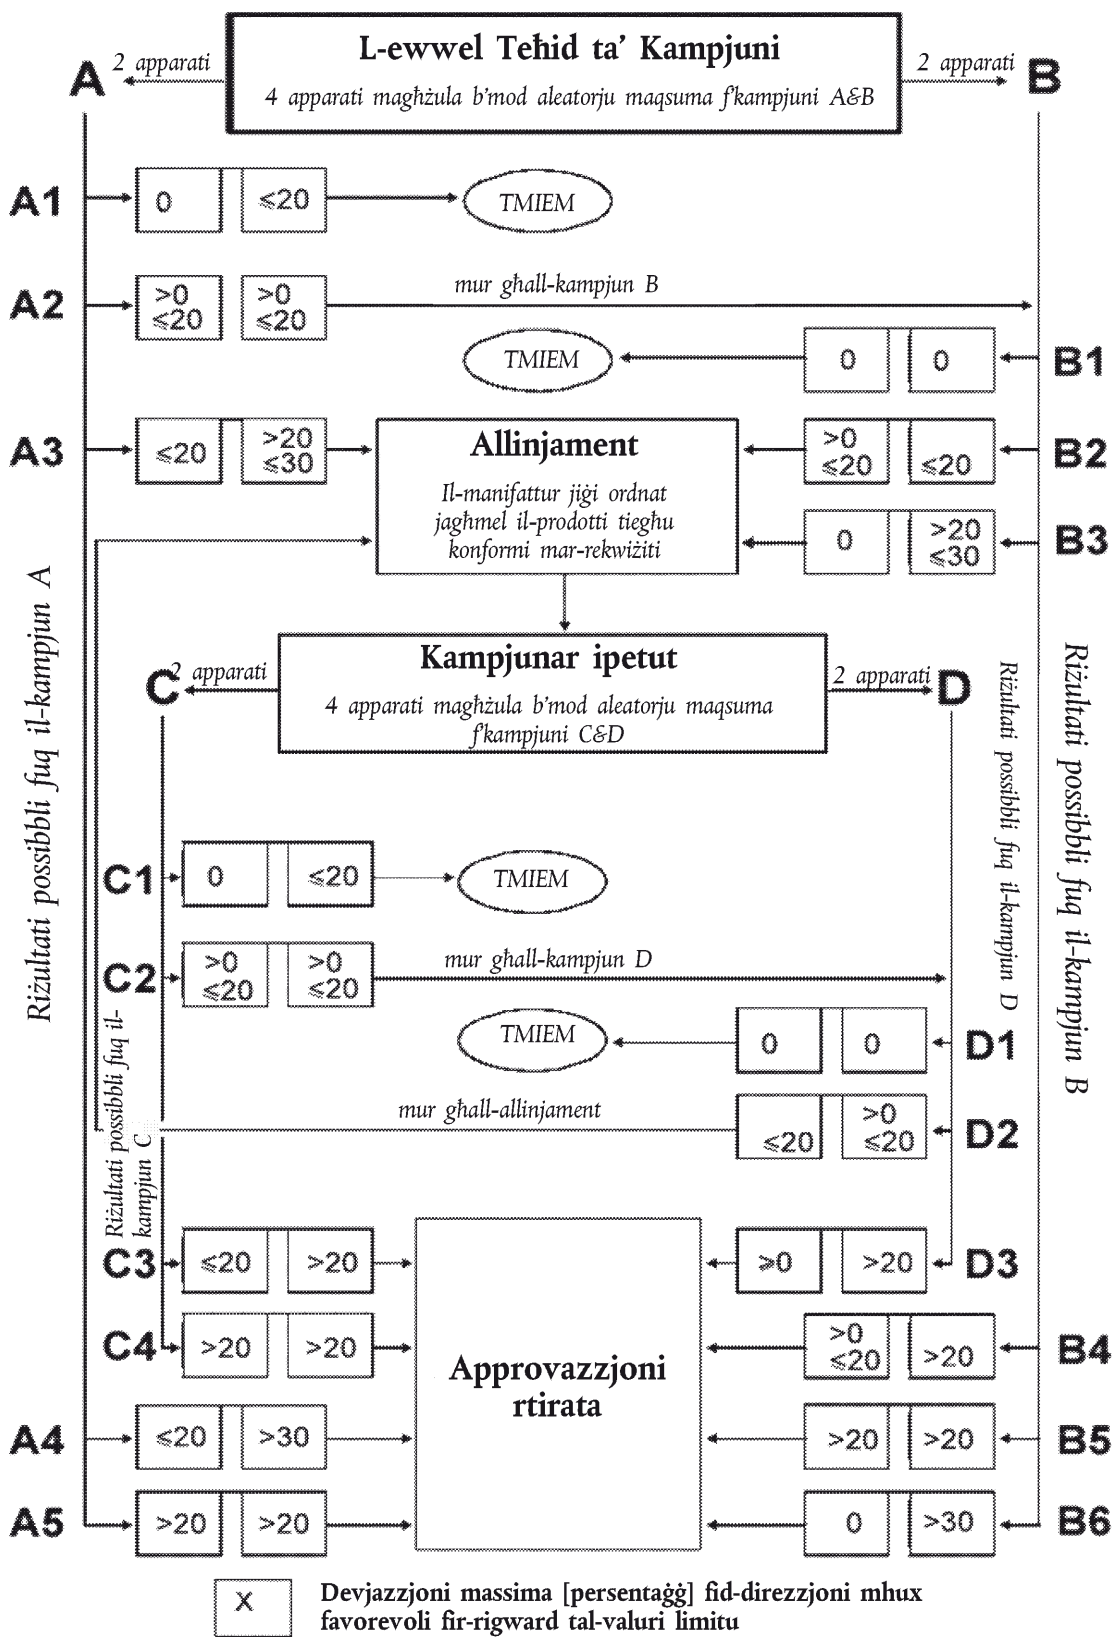 L-ewwel Teħid ta' Kampjuni
4 apparati magħżula b'mod aleatorju maqsuma f'kampjuni A&B
A 2 apparati
2 apparati B
A1 0 ≤20 TMIEM
A2 >0 ≤20 >0 ≤20 mur għall-kampjun B
TMIEM 0 0 B1
A3 ≤20 >20 ≤30
Allinjament
Il-manifattur jiġi ordnat
jagħmel il-prodotti tiegħu
konformi mar-rekwiżiti
>0 ≤20 ≤20 B2
0 >20 ≤30 B3
Riżultati possibbli fuq il-kampjun A
Riżultati possibbli fuq il-kampjun B
C 2 apparati
Kampjunar ipetut
4 apparati magħżula b'mod aleatorju maqsuma
f'kampjuni C&D
2 apparati D
Riżultati possibbli fuq il-kampjun D
C1 0 ≤20 TMIEM
C2 >0 ≤20 >0 ≤20 mur għall-kampjun D
Riżultati possibbli fuq il-
kampjun C
TMIEM 0 0 D1
mur għall-allinjament ≤20 >0 ≤20 D2
C3 ≤20 >20
≥0 >20 D3
C4 >20 >20
Approvazzjoni
rtirata
>0 ≤20 >20 B4
A4 ≤20 >30
>20 >20 B5
A5 >20 >20
0 >30 B6
X
Devjazzjoni massima [persentaġġ] fid-direzzjoni mhux
favorevoli fir-rigward tal-valuri limitu